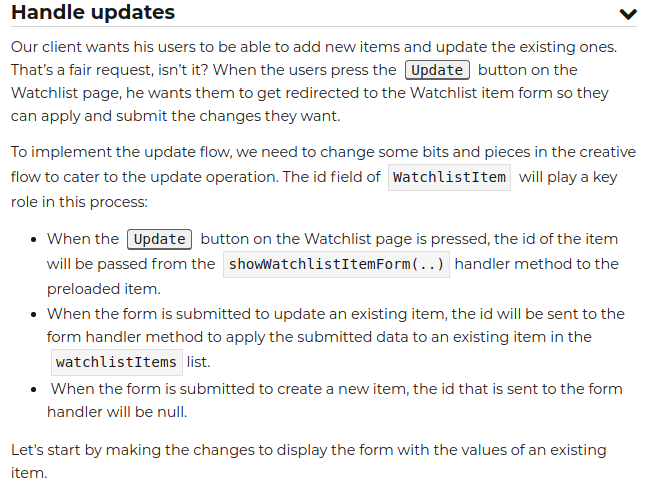 Handle updates
Our client wants his users to be able to add new items and update the existing ones.
That's a fair request, isn't it? When the users press the Update button on the
Watchlist page, he wants them to get redirected to the Watchlist item form so they
can apply and submit the changes they want.
To implement the update flow, we need to change some bits and pieces in the creative
flow to cater to the update operation. The id field of WatchlistItem will play a key
role in this process:
• When the Update button on the Watchlist page is pressed, the id of the item
will be passed from the showWatchlistItemForm(..) handler method to the
preloaded item.
• When the form is submitted to update an existing item, the id will be sent to the
form handler method to apply the submitted data to an existing item in the
watchlistItems list.
• When the form is submitted to create a new item, the id that is sent to the form
handler will be null.
Let's start by making the changes to display the form with the values of an existing
item.